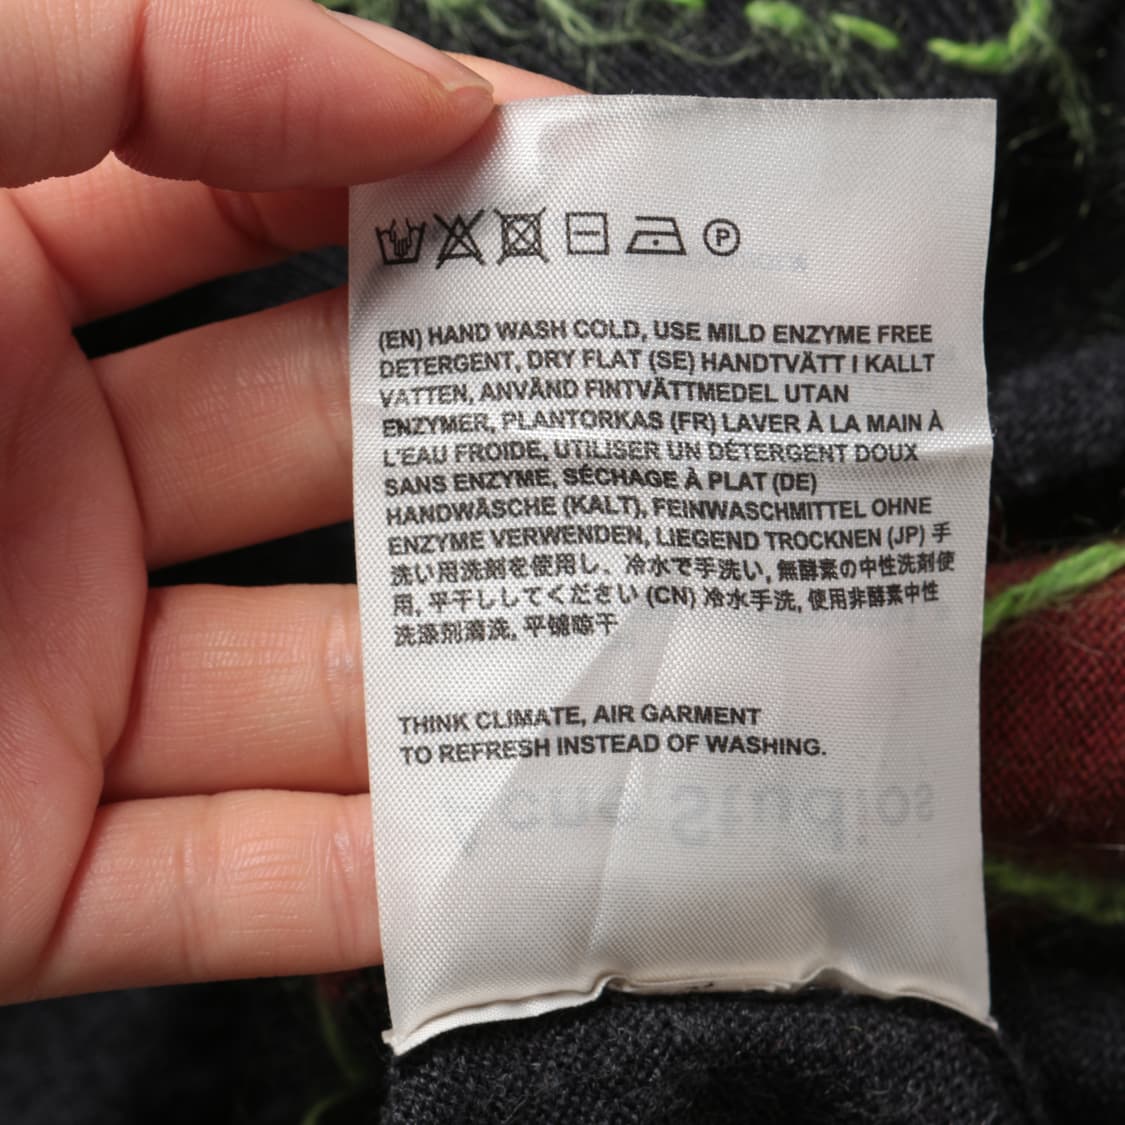 P
(EN) HAND WASH COLD, USE MILD ENZYME FREE
DETERGENT, DRY FLAT (SE) HANDTVÄTT I KALLT
VATTEN, ANVÄND FINTVÄTTMEDEL UTAN
ENZYMER, PLANTORKAS (FR) LAVER À LA MAIN À
L'EAU FROIDE, UTILISER UN DÉTERGENT DOUX
SANS ENZYME, SÉCHAGE À PLAT (DE)
HANDWÄSCHE (KALT), FEINWASCHMITTEL OHNE
ENZYME VERWENDEN, LIEGEND TROCKNEN (JP) 手
洗い用洗剤を使用し、冷水で手洗い, 無酵素の中性洗剤使
用, 平干ししてください (CN) 冷水手洗, 使用非酵素中性
洗涤剂清洗, 平铺晾干
THINK CLIMATE, AIR GARMENT
TO REFRESH INSTEAD OF WASHING.
Studios